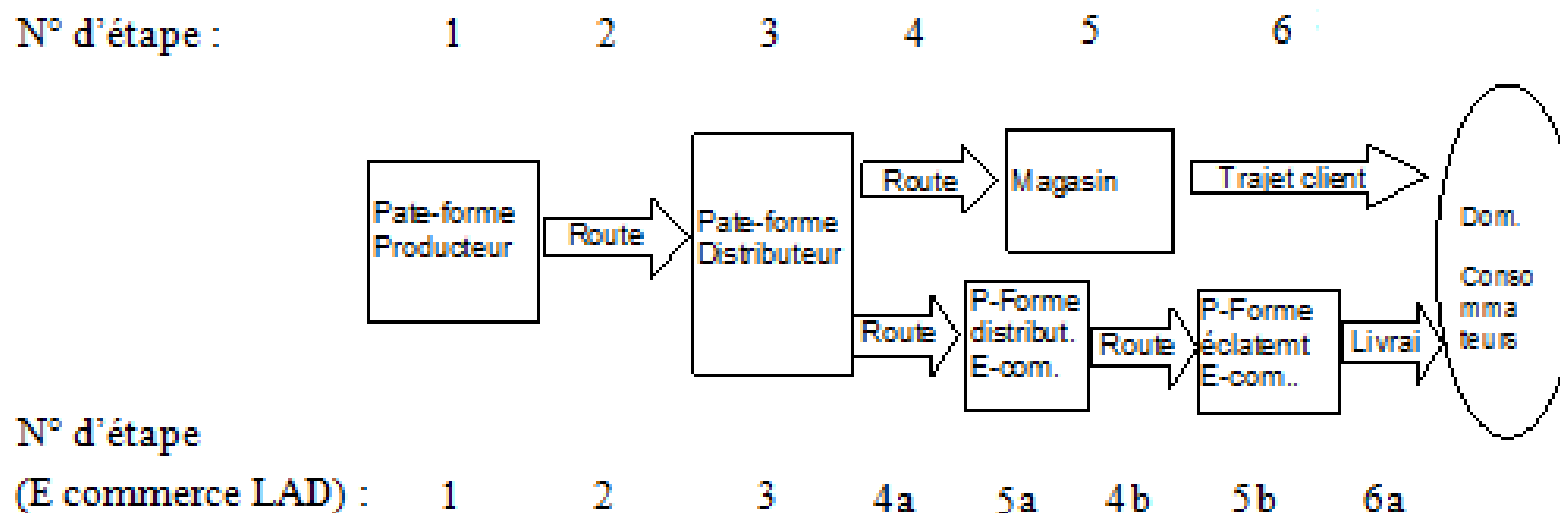 N° d'étape : 1 2 3 4 5 6
Pate-forme
Producteur
Route
Pate-forme
Distributeur
Route
Magasin
Trajet client
Route
P-Forme
distribut.
E-com.
Route
P-Forme
éclatemt
E-com..
Livrai
Dom.
Conso
mma
teurs
N° d'étape
(E commerce LAD) : 1 2 3 4a 5a 4b 5b 6a